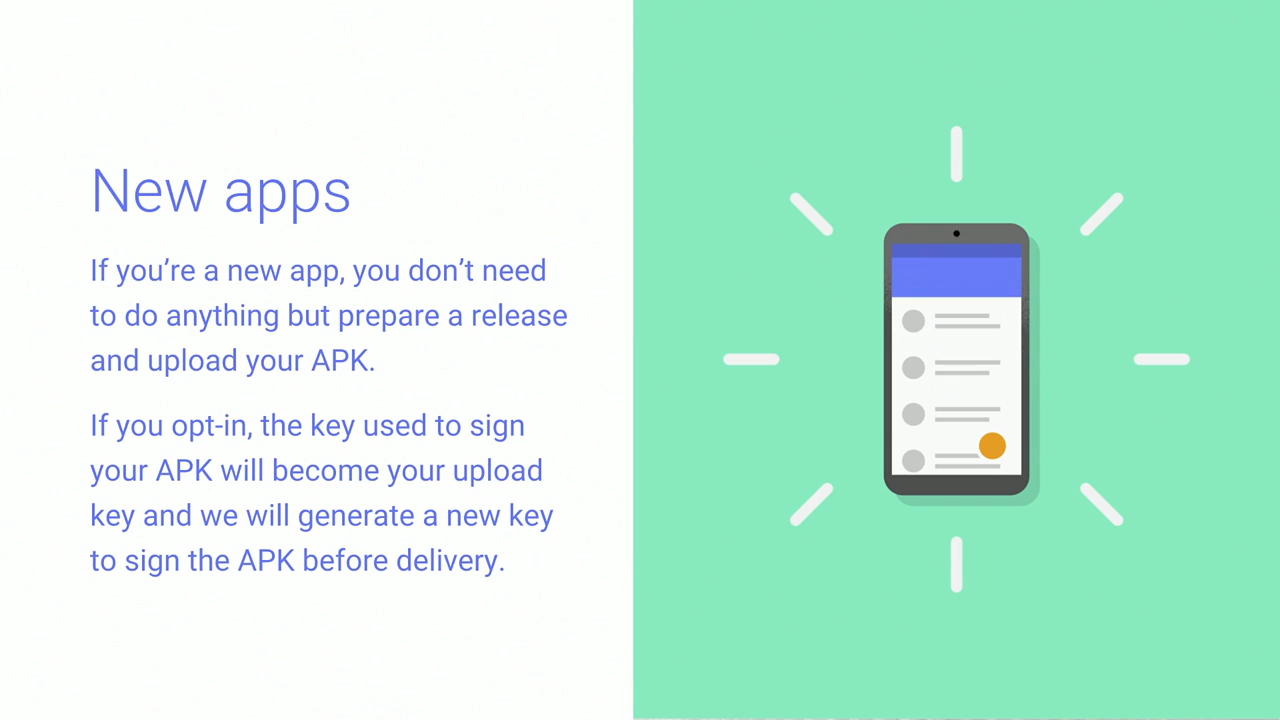 New apps
If you’re a new app, you don’t need
to do anything but prepare a release
and upload your APK.
If you opt-in, the key used to sign
your APK will become your upload
key and we will generate a new key
to sign the APK before delivery.